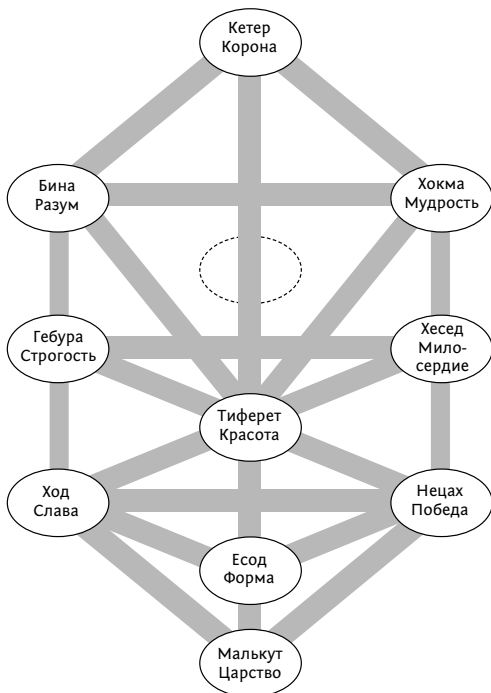 Кетер
Корона
Бина
Разум
Хокма
Мудрость
Гебура
Строгость
Хесед
Мило-
сердие
Тиферет
Красота
Ход
Слава
Нецах
Победа
Есод
Форма
Малькут
Царство